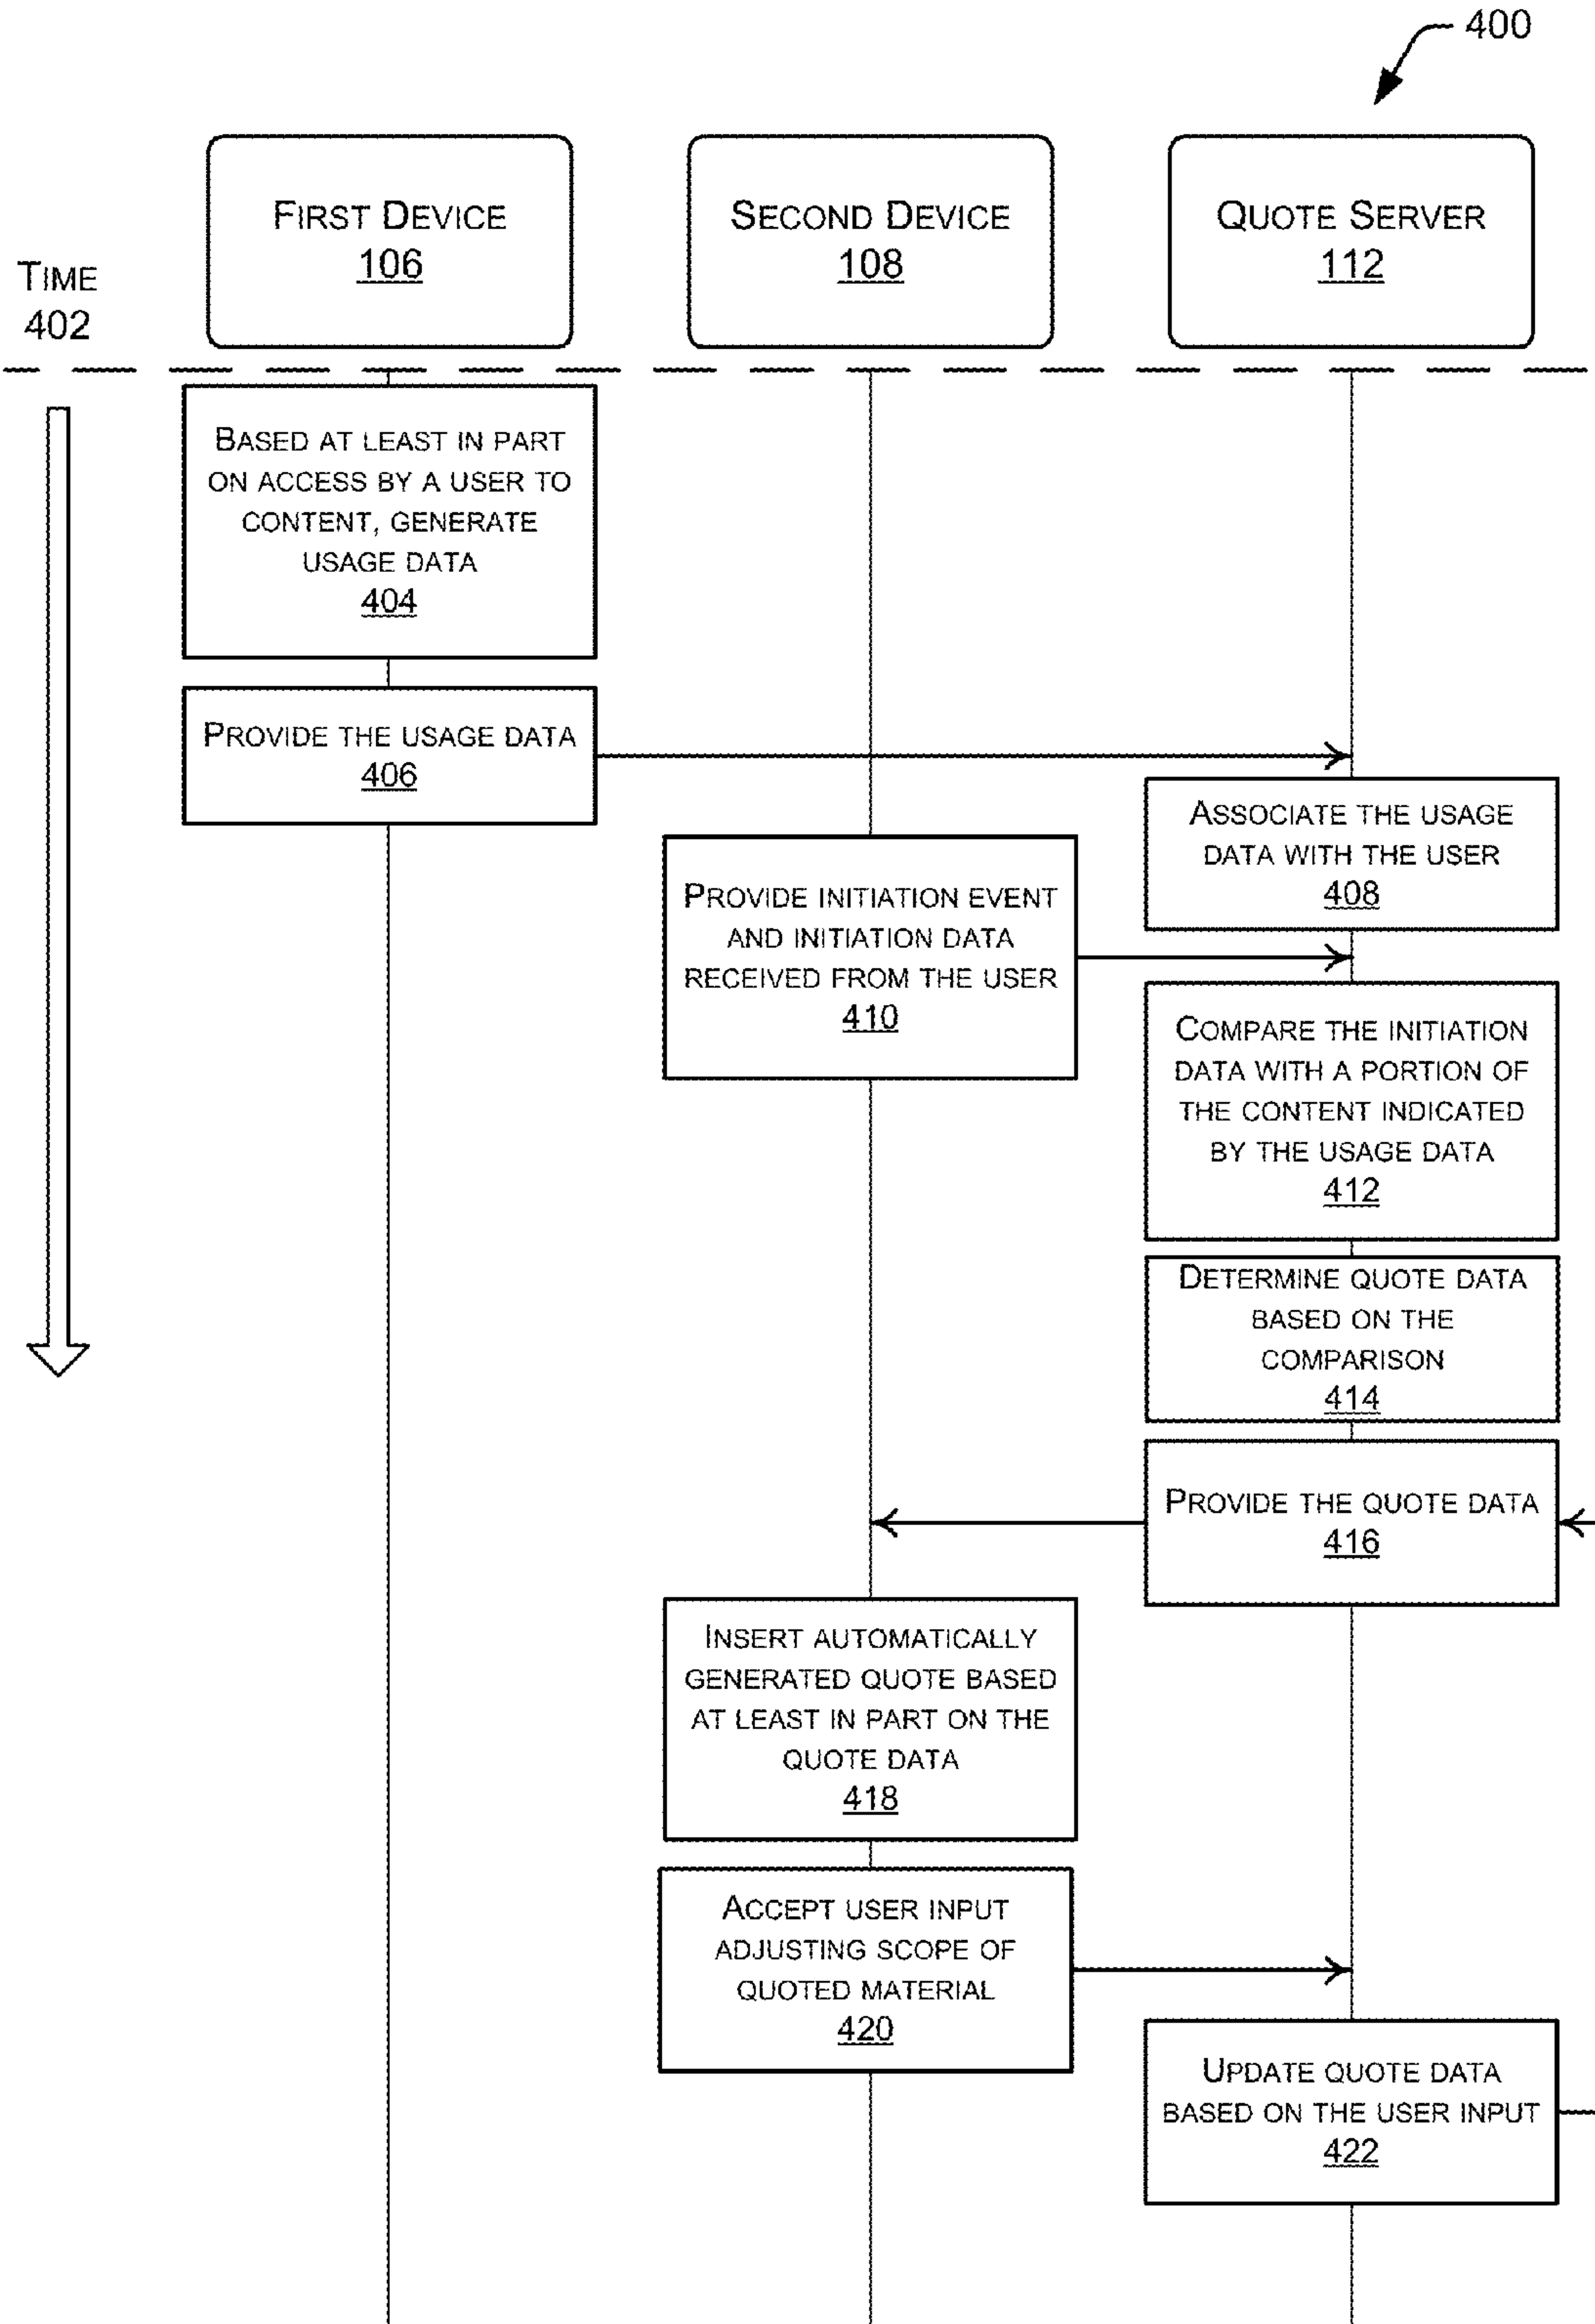 400
FIRST DEVICE
106
SECOND DEVICE
108
QUOTE SERVER
112
TIME
402
BASED AT LEAST IN PART
ON ACCESS BY A USER TO
CONTENT, GENERATE
USAGE DATA
404
PROVIDE THE USAGE DATA
406
ASSOCIATE THE USAGE
DATA WITH THE USER
408
PROVIDE INITIATION EVENT
AND INITIATION DATA
RECEIVED FROM THE USER
410
COMPARE THE INITIATION
DATA WITH A PORTION OF
THE CONTENT INDICATED
BY THE USAGE DATA
412
DETERMINE QUOTE DATA
BASED ON THE
COMPARISON
414
PROVIDE THE QUOTE DATA
416
INSERT AUTOMATICALLY
GENERATED QUOTE BASED
AT LEAST IN PART ON THE
QUOTE DATA
418
ACCEPT USER INPUT
ADJUSTING SCOPE OF
QUOTED MATERIAL
420
UPDATE QUOTE DATA
BASED ON THE USER INPUT
422